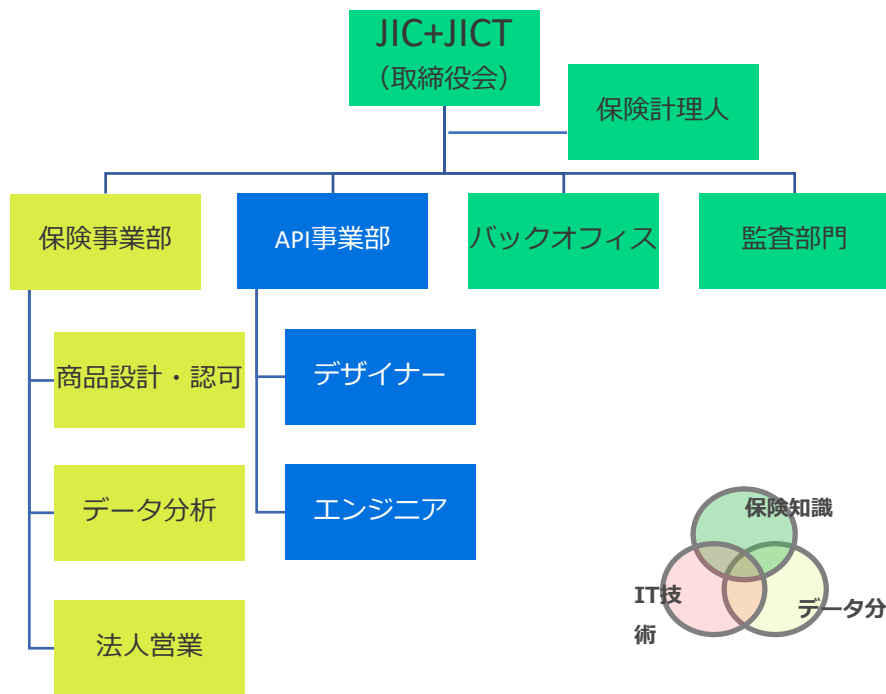 JIC+JICT
（取締役会）
保険計理人
保険事業部
API事業部
バックオフィス
監査部門
商品設計・認可
デザイナー
データ分析
エンジニア
法人営業
保険知識
IT技
術
データ分